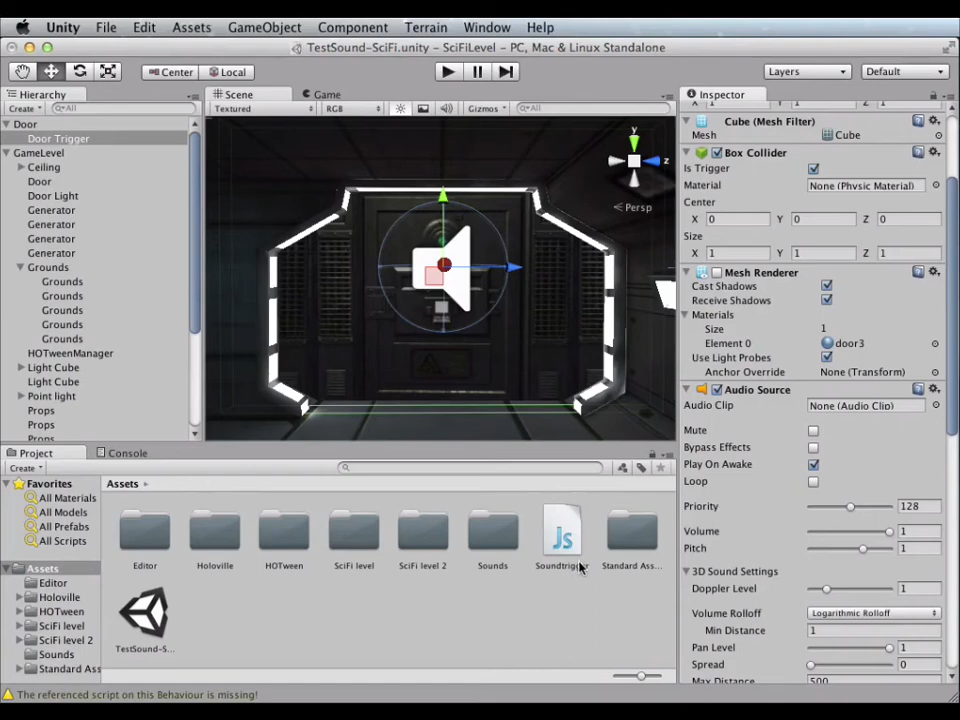 Unity File Edit Assets GameObject Component Terrain Window Help
TestSound-SciFi.unity - SciFiLevel - PC, Mac & Linux Standalone
Center Local Layers Default
Hierarchy
Create All
Door
Door Trigger
GameLevel
Ceiling
Door
Door Light
Generator
Generator
Generator
Generator
Grounds
Grounds
Grounds
Grounds
Grounds
Grounds
HOTweenManager
Light Cube
Light Cube
Point light
Props
Props
Props
Scene Game
Textured RGB Gizmos All
y
z
Persp
Inspector
Cube (Mesh Filter)
Mesh Cube
Box Collider
Is Trigger
Material None (Physic Material)
Center
X 0 Y 0 Z 0
Size
X 1 Y 1 Z 1
Mesh Renderer
Cast Shadows
Receive Shadows
Materials
Size 1
Element 0 door3
Use Light Probes
Anchor Override None (Transform)
Audio Source
Audio Clip None (Audio Clip)
Mute
Bypass Effects
Play On Awake
Loop
Priority 128
Volume 1
Pitch 1
3D Sound Settings
Doppler Level 1
Volume Rolloff Logarithmic Rolloff
Min Distance 1
Pan Level 1
Spread 0
Max Distance 500
Project Console
Create
Favorites
All Materials
All Models
All Prefabs
All Scripts
Assets
Editor
Holoville
HOTween
SciFi level
SciFi level 2
Sounds
Standard Ass
Assets
Js
Editor Holoville HOTween SciFi level SciFi level 2 Sounds Soundtrigger Standard Ass...
TestSound-S...
The referenced script on this Behaviour is missing!